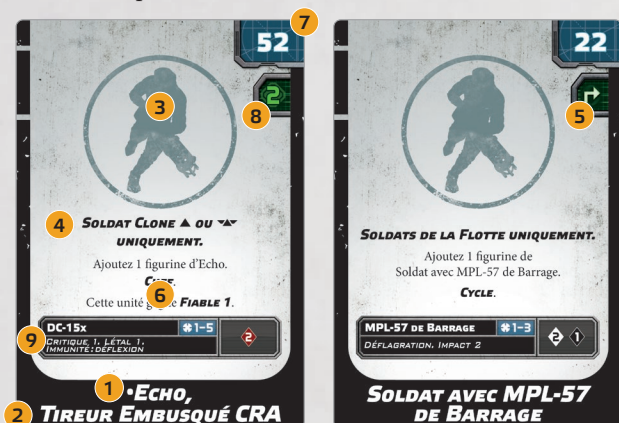 52
7
2
8
3
4
SOLDAT CLONE ▲ OU
UNIQUEMENT.
Ajoutez 1 figurine d'Echo.
Cette unité 6 FIABLE 1.
DC-15x 1-5
2
9
CRITIQUE 1. LÉTAL 1.
IMMUNITÉ : DÉFLEXION
1
•ECHO,
2 TIREUR EMBUSQUÉ CRA
22
5
SOLDATS DE LA FLOTTE UNIQUEMENT.
Ajoutez 1 figurine de
Soldat avec MPL-57 de Barrage.
CYCLE.
MPL-57 DE BARRAGE 1-3
DÉFLAGRATION. IMPACT 2
2 1
SOLDAT AVEC MPL-57
DE BARRAGE